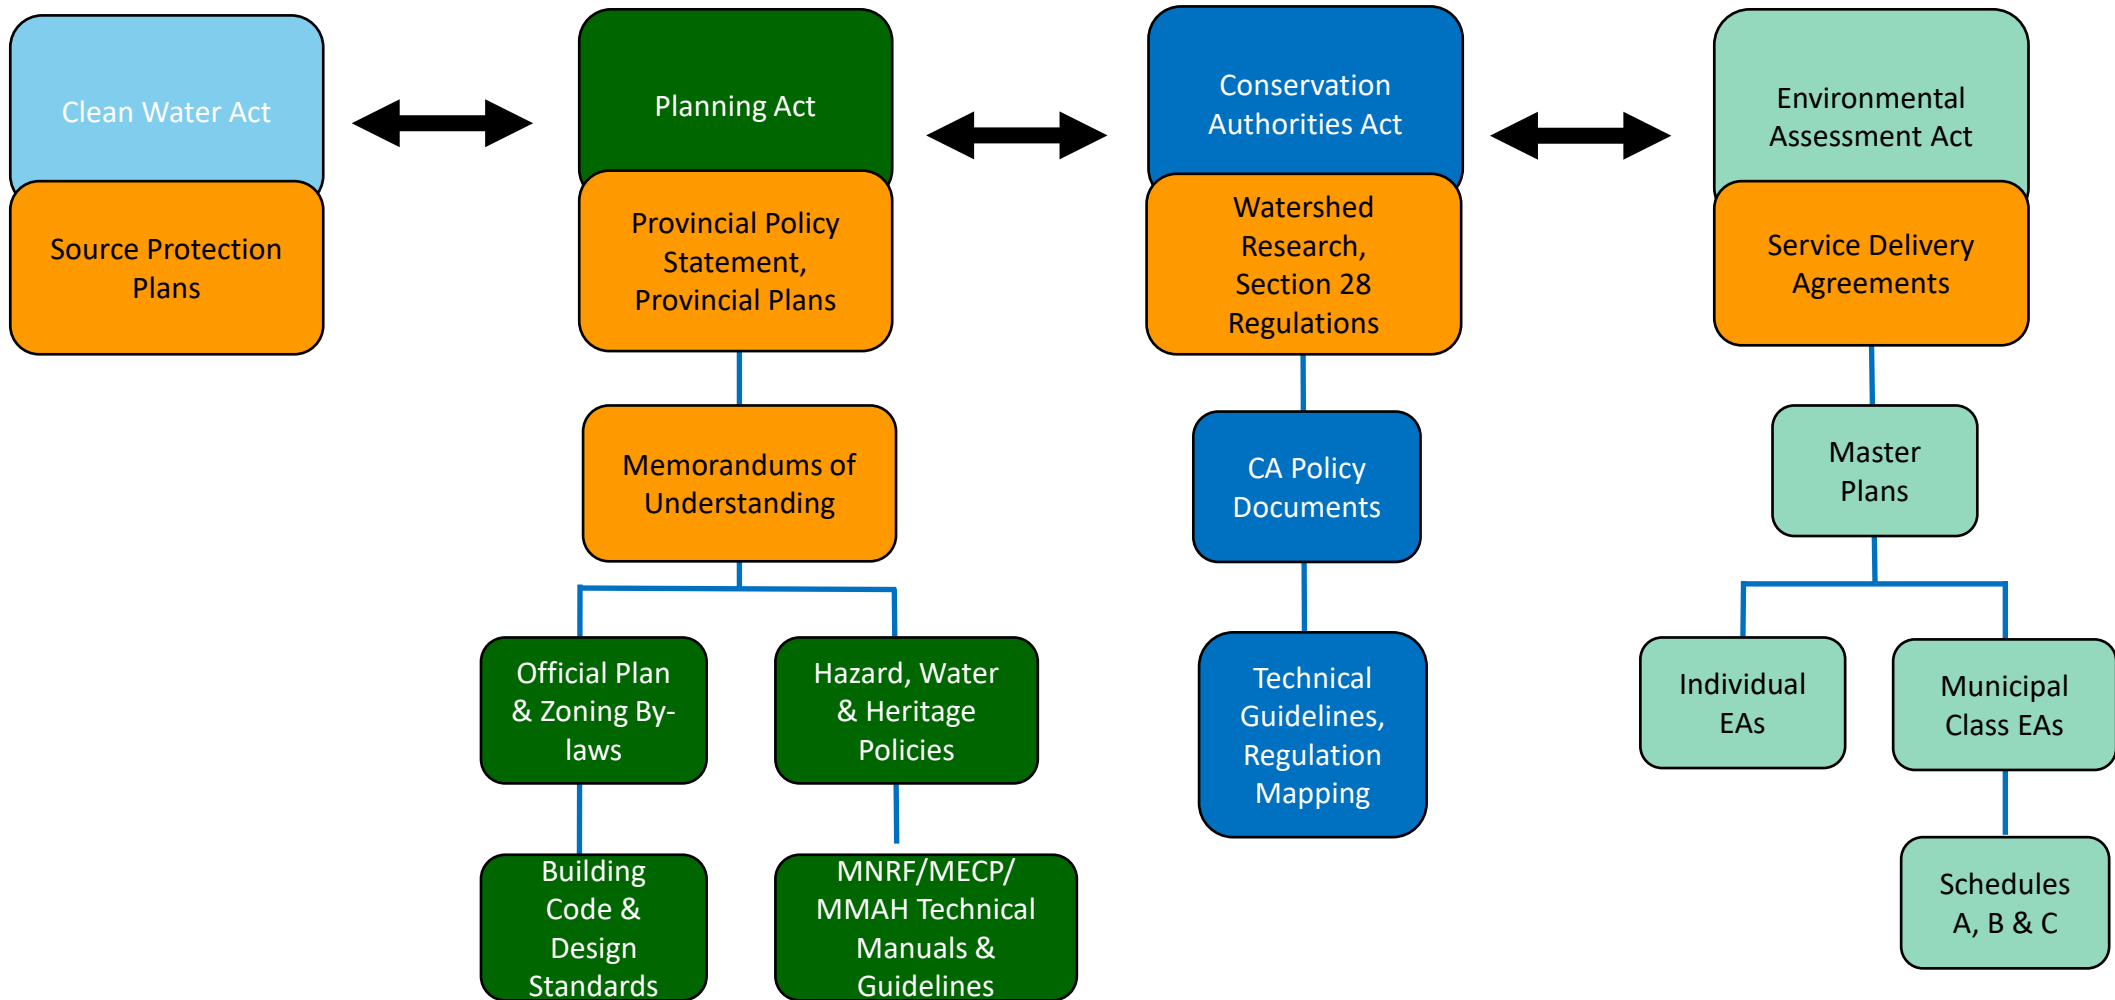 Clean Water Act
Source Protection
Plans
Planning Act
Provincial Policy
Statement,
Provincial Plans
Memorandums of
Understanding
Official Plan
& Zoning By-
laws
Building
Code &
Design
Standards
Hazard, Water
& Heritage
Policies
MNRF/MECP/
MMAH Technical
Manuals &
Guidelines
Conservation
Authorities Act
Watershed
Research,
Section 28
Regulations
CA Policy
Documents
Technical
Guidelines,
Regulation
Mapping
Environmental
Assessment Act
Service Delivery
Agreements
Master
Plans
Individual
EAs
Municipal
Class EAs
Schedules
A, B & C